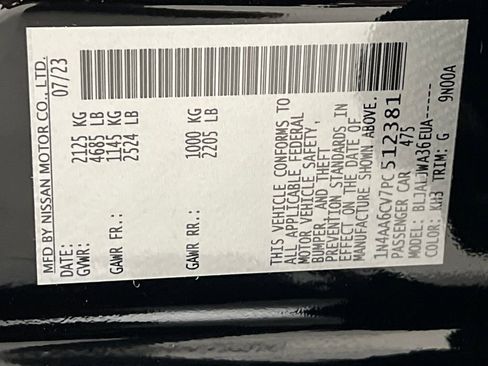 MFD BY NISSAN MOTOR CO., LTD.
DATE: 07/23
GVWR: 2125 KG
4685 LB
GAWR FR.: 1145 KG
2524 LB
GAWR RR.: 1000 KG
2205 LB
THIS VEHICLE CONFORMS TO
ALL APPLICABLE FEDERAL
MOTOR VEHICLE SAFETY,
BUMPER, AND THEFT
PREVENTION STANDARDS IN
EFFECT ON THE DATE OF
MANUFACTURE SHOWN ABOVE.
1N4AA6CV7PC512381
PASSENGER CAR 475
MODEL: BLJALJWA36EUA------
COLOR: KH3 TRIM: G 9N00A